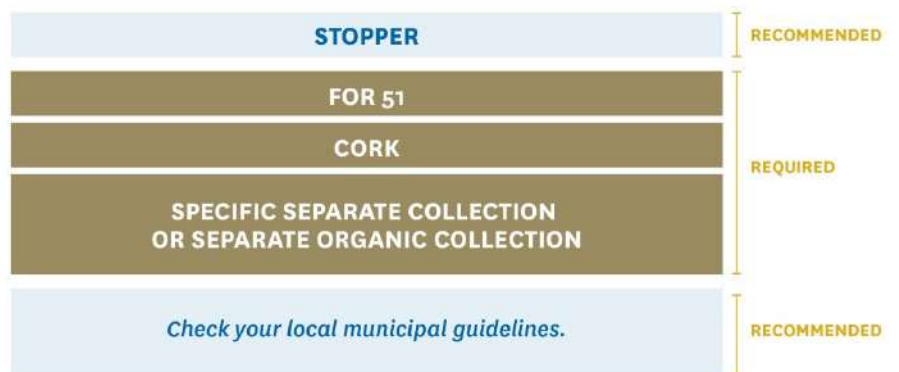 STOPPER
RECOMMENDED
FOR 51
CORK
REQUIRED
SPECIFIC SEPARATE COLLECTION
OR SEPARATE ORGANIC COLLECTION
Check your local municipal guidelines.
RECOMMENDED